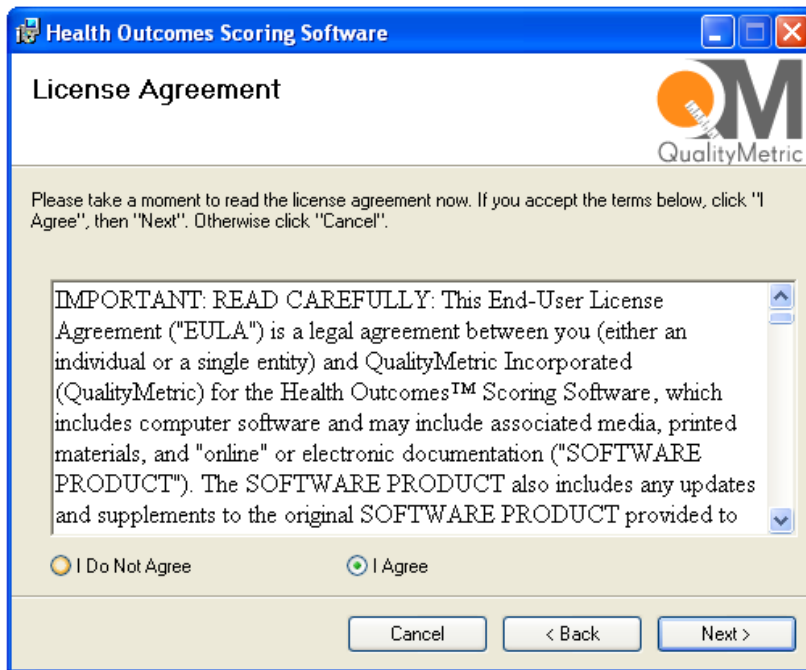 Health Outcomes Scoring Software
License Agreement
QM
QualityMetric
Please take a moment to read the license agreement now. If you accept the terms below, click "I
Agree", then "Next". Otherwise click "Cancel".
IMPORTANT: READ CAREFULLY: This End-User License
Agreement ("EULA") is a legal agreement between you (either an
individual or a single entity) and QualityMetric Incorporated
(QualityMetric) for the Health Outcomes™ Scoring Software, which
includes computer software and may include associated media, printed
materials, and "online" or electronic documentation ("SOFTWARE
PRODUCT"). The SOFTWARE PRODUCT also includes any updates
and supplements to the original SOFTWARE PRODUCT provided to
I Do Not Agree
I Agree
Cancel
< Back
Next >